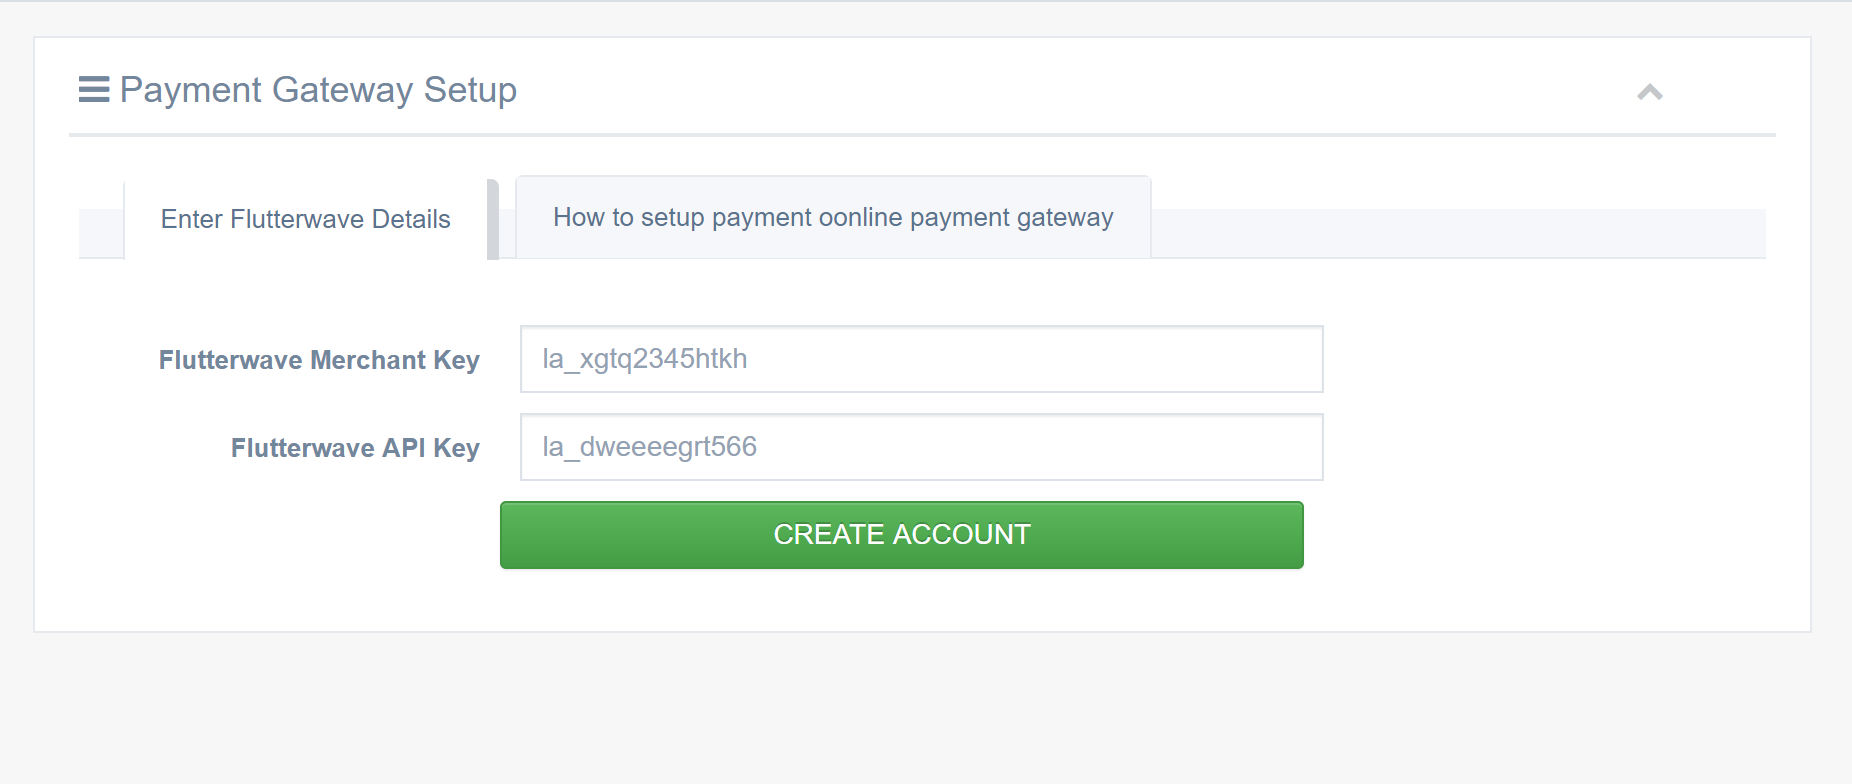 Payment Gateway Setup
Enter Flutterwave Details
How to setup payment oonline payment gateway
Flutterwave Merchant Key
la_xgtq2345htkh
Flutterwave API Key
la_dweeeegrt566
CREATE ACCOUNT